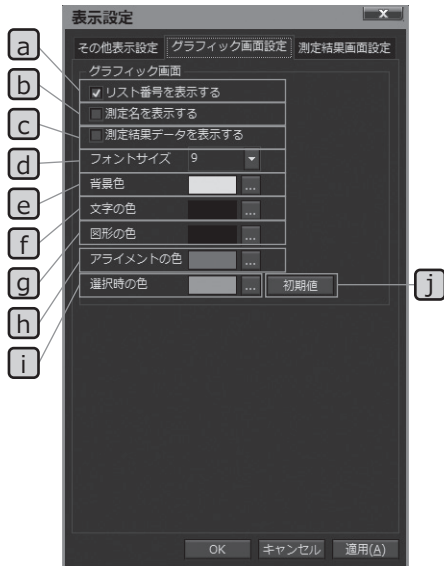 表示設定
x
その他表示設定 グラフィック画面設定 測定結果画面設定
グラフィック画面
a リスト番号を表示する
b 測定名を表示する
c 測定結果データを表示する
d フォントサイズ 9
e 背景色 ...
f 文字の色 ...
g 図形の色 ...
h アライメントの色 ...
i 選択時の色 ... 初期値 j
OK キャンセル 適用(A)